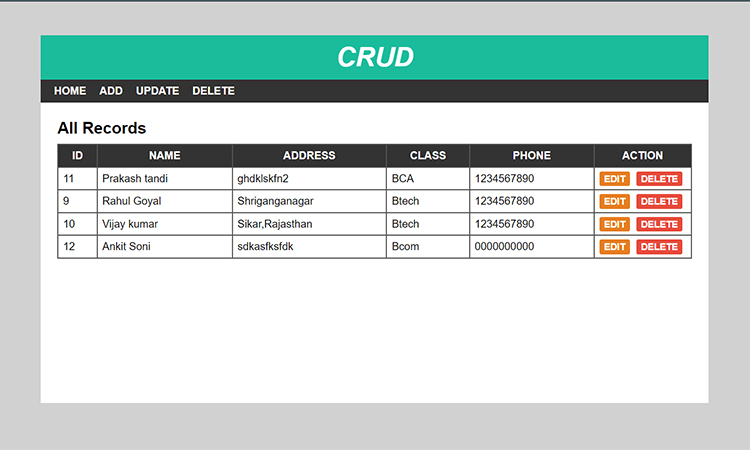 CRUD
HOME ADD UPDATE DELETE
All Records
ID NAME ADDRESS CLASS PHONE ACTION
11 Prakash tandi ghdklskfn2 BCA 1234567890 EDIT DELETE
9 Rahul Goyal Shriganganagar Btech 1234567890 EDIT DELETE
10 Vijay kumar Sikar,Rajasthan Btech 1234567890 EDIT DELETE
12 Ankit Soni sdkasfksfdk Bcom 0000000000 EDIT DELETE